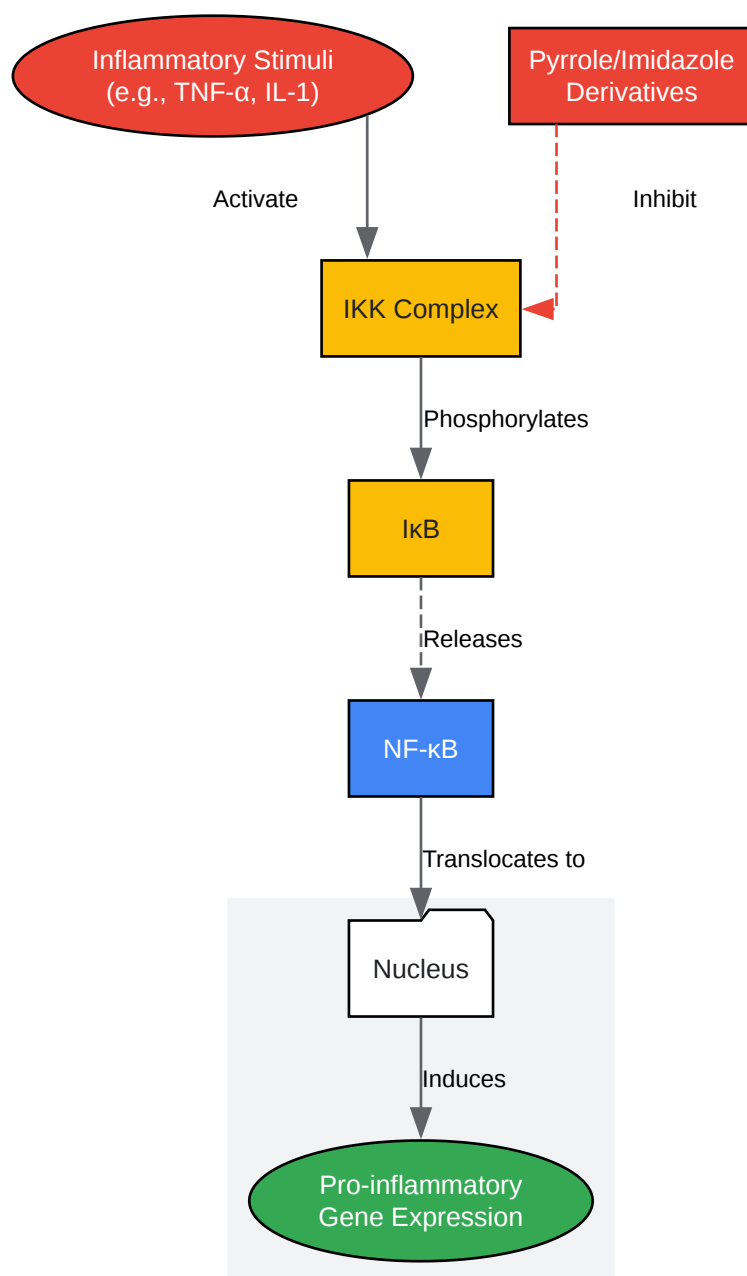 Inflammatory Stimuli
(e.g., TNF-α, IL-1)
Pyrrole/Imidazole
Derivatives
Activate
Inhibit
IKK Complex
Phosphorylates
IκB
Releases
NF-κB
Translocates to
Nucleus
Induces
Pro-inflammatory
Gene Expression